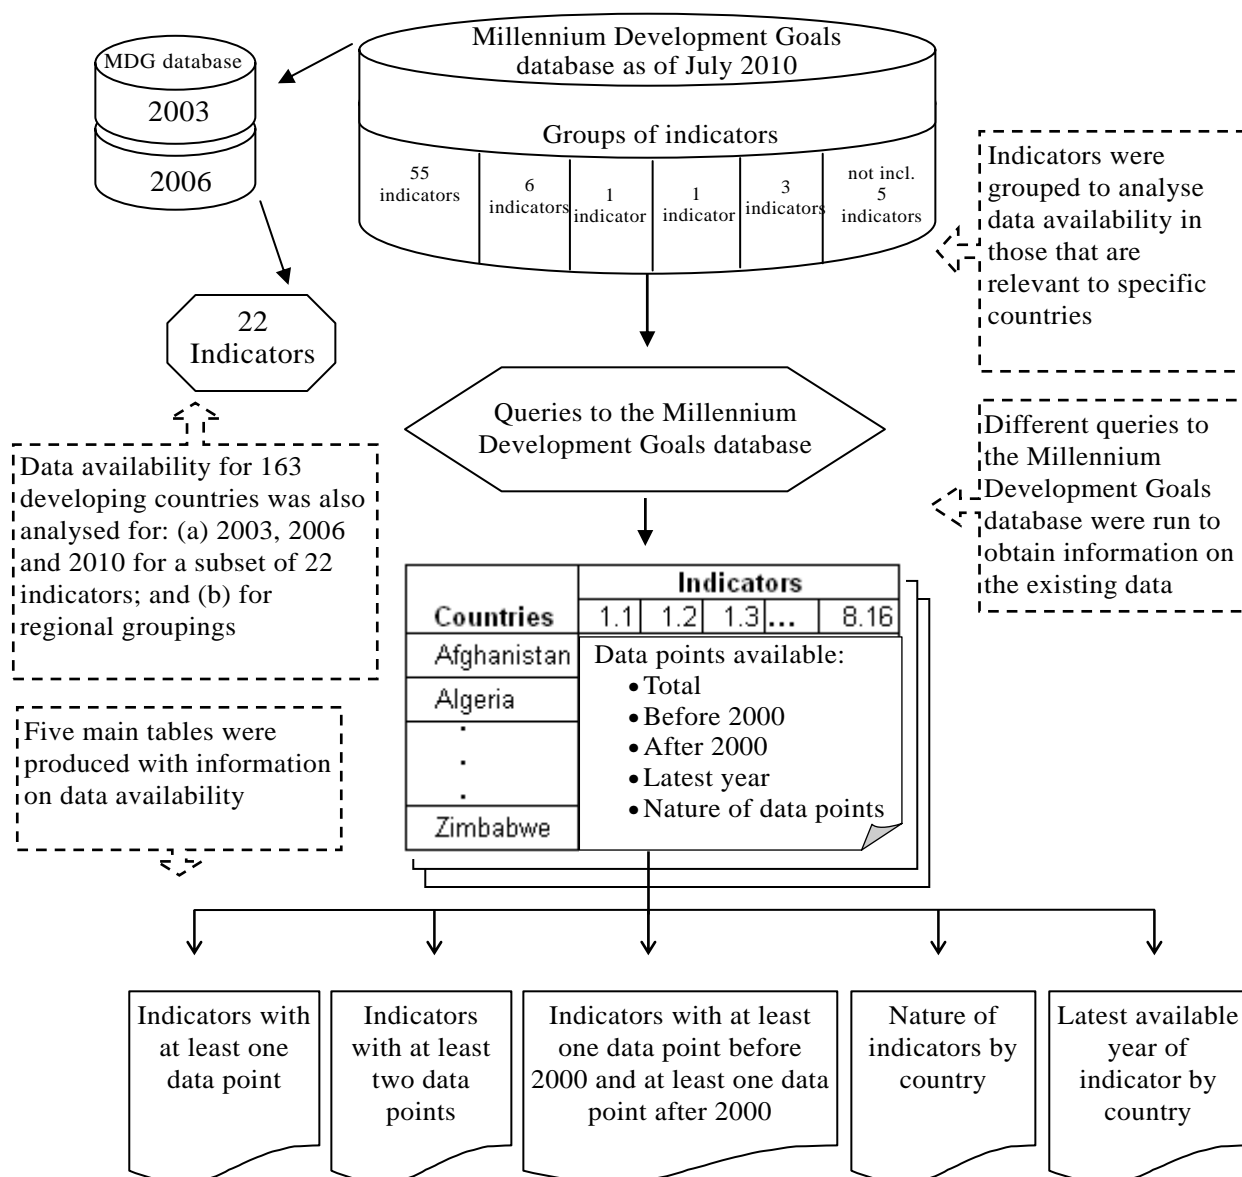 Millennium Development Goals
database as of July 2010
MDG database
2003
2006
Groups of indicators
55
indicators
6
indicators
1
indicator
1
indicator
3
indicators
not incl.
5
indicators
Indicators were
grouped to analyse
data availability in
those that are
relevant to specific
countries
22
Indicators
Queries to the Millennium
Development Goals
database
Different queries to
the Millennium
Development Goals
database were run to
obtain information on
the existing data
Data availability for 163
developing countries was also
analysed for: (a) 2003, 2006
and 2010 for a subset of 22
indicators; and (b) for
regional groupings
Indicators
Countries 1.1 1.2 1.3 ... 8.16
Afghanistan
Algeria
.
.
.
Zimbabwe
Data points available:
• Total
• Before 2000
• After 2000
• Latest year
• Nature of data points
Five main tables were
produced with information
on data availability
Indicators with
at least one
data point
Indicators
with at least
two data
points
Indicators with at least
one data point before
2000 and at least one data
point after 2000
Nature of
indicators by
country
Latest available
year of
indicator by
country